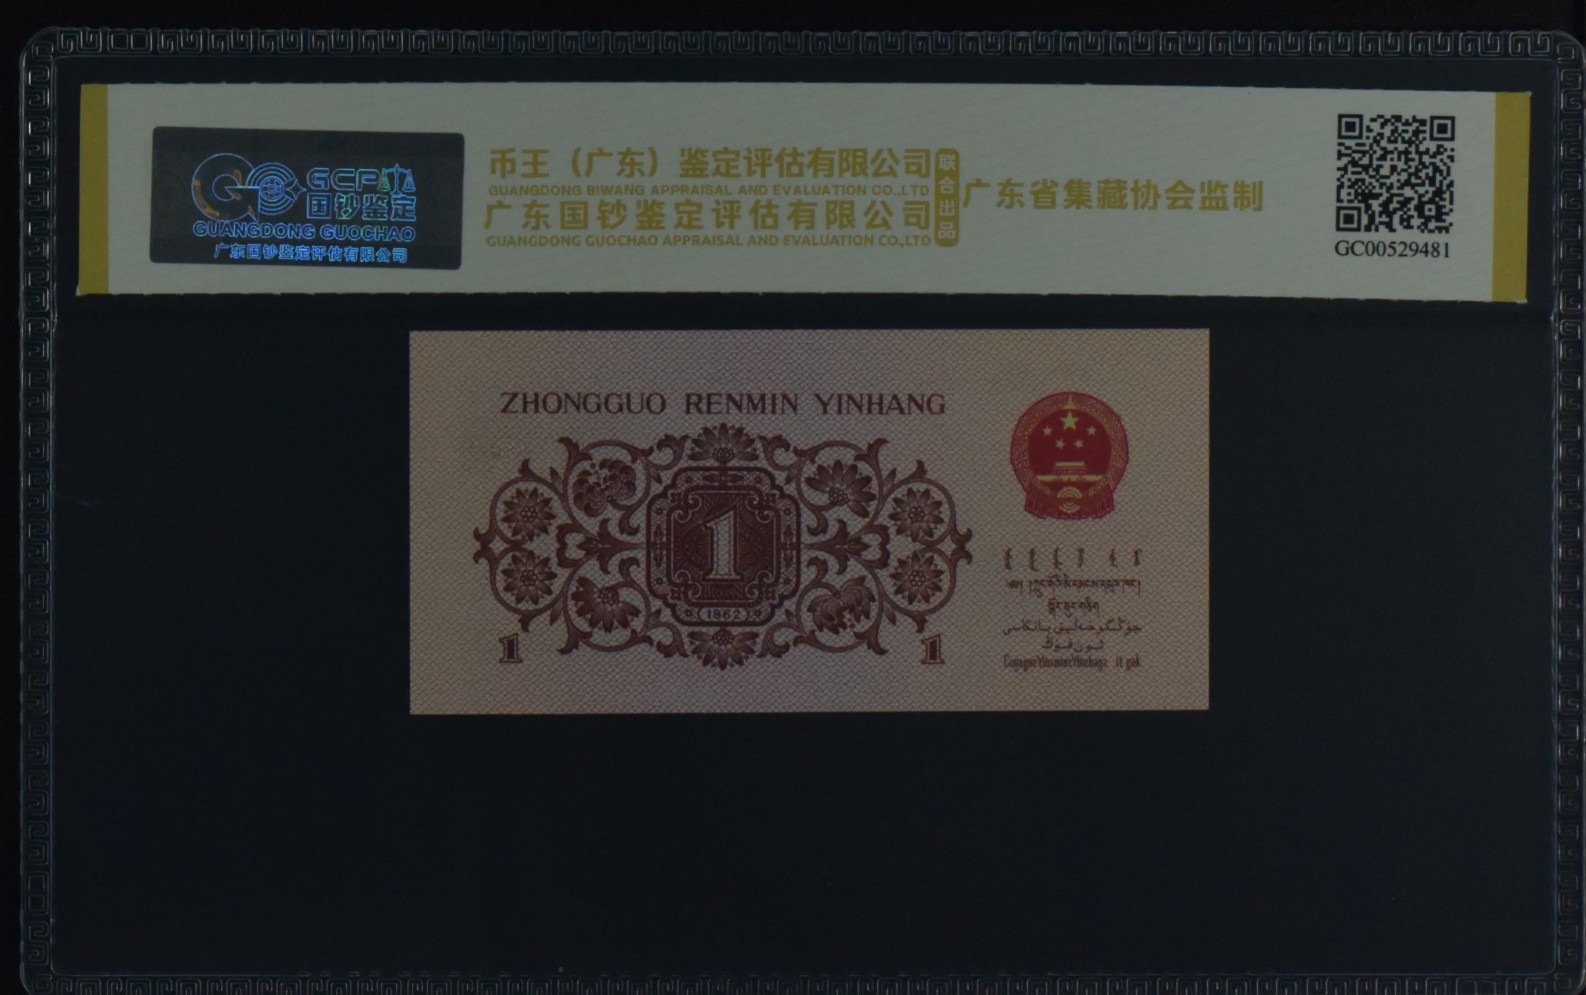 GCPA
国钞鉴定
GUANGDONG GUOCHAO
广东国钞鉴定评估有限公司
币王（广东）鉴定评估有限公司
GUANGDONG BIWANG APPRAISAL AND EVALUATION CO.,LTD
广东国钞鉴定评估有限公司
GUANGDONG GUOCHAO APPRAISAL AND EVALUATION CO.,LTD
联合出品
广东省集藏协会监制
GC00529481
ZHONGGUO RENMIN YINHANG
1
1962
1
1